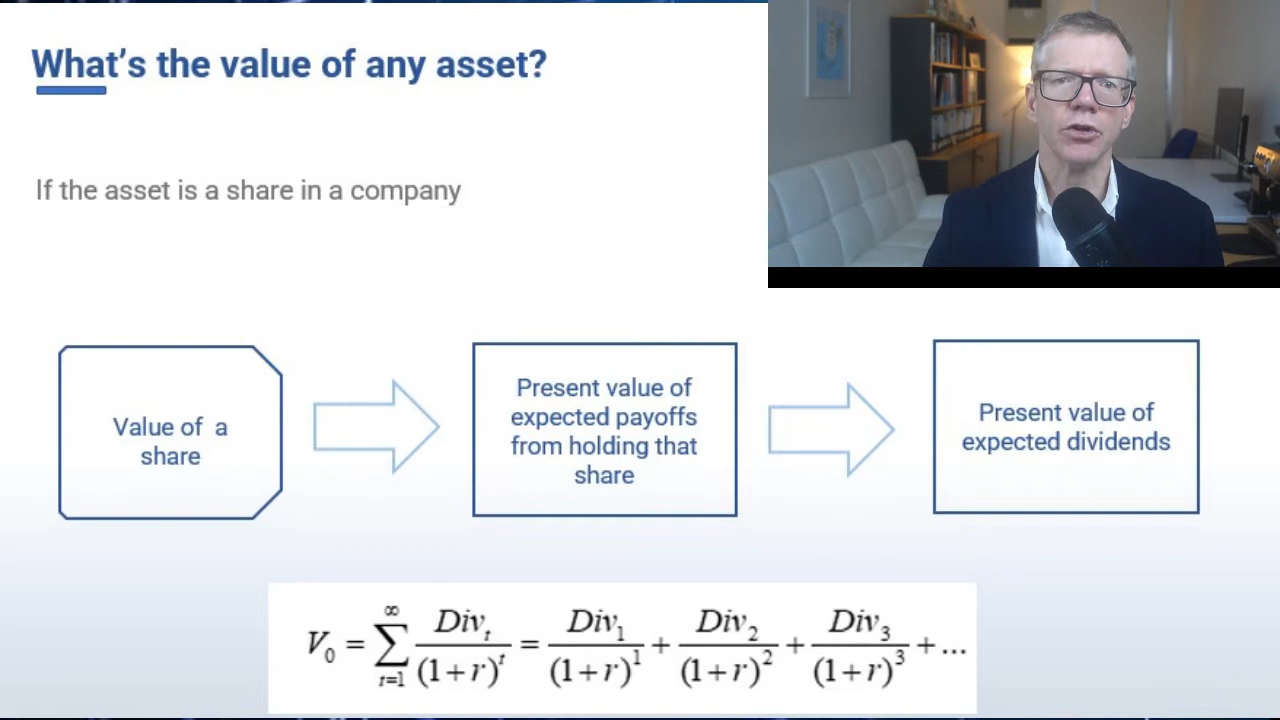 What's the value of any asset?
If the asset is a share in a company
Value of a
share
Present value of
expected payoffs
from holding that
share
Present value of
expected dividends
V₀ = ∑_{t=1}^{∞} Div_t/(1+r)^t = Div₁/(1+r)^1 + Div₂/(1+r)^2 + Div₃/(1+r)^3 + ...